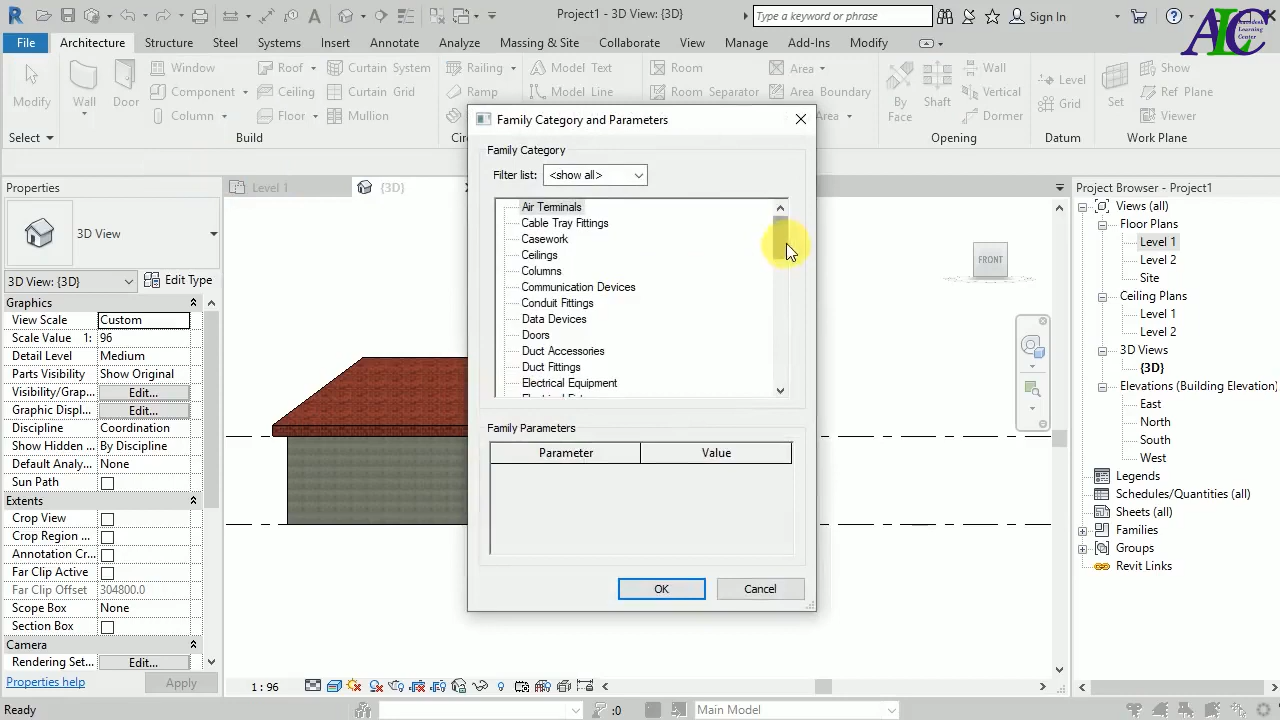 Project1 - 3D View: {3D}
Type a keyword or phrase
Sign In
?
ALC
Learning
Center
File
Architecture
Structure
Steel
Systems
Insert
Annotate
Analyze
Massing & Site
Collaborate
View
Manage
Add-Ins
Modify
Modify
Wall
Door
Window
Component
Column
Roof
Ceiling
Floor
Curtain System
Curtain Grid
Mullion
Railing
Ramp
Model Text
Model Line
Room
Room Separator
Area
Area Boundary
Area
By
Face
Shaft
Wall
Vertical
Dormer
Level
Grid
Set
Show
Ref Plane
Viewer
Select
Build
Opening
Datum
Work Plane
Properties
3D View
3D View: {3D}
Edit Type
Graphics
View Scale
Custom
Scale Value 1:
96
Detail Level
Medium
Parts Visibility
Show Original
Visibility/Grap...
Edit...
Graphic Displ...
Edit...
Discipline
Coordination
Show Hidden ...
By Discipline
Default Analy...
None
Sun Path
Extents
Crop View
Crop Region ...
Annotation Cr...
Far Clip Active
Far Clip Offset
304800.0
Scope Box
None
Section Box
Camera
Rendering Set...
Edit...
Properties help
Apply
Level 1
{3D}
FRONT
Family Category and Parameters
Family Category
Filter list:
<show all>
Air Terminals
Cable Tray Fittings
Casework
Ceilings
Columns
Communication Devices
Conduit Fittings
Data Devices
Doors
Duct Accessories
Duct Fittings
Electrical Equipment
Family Parameters
Parameter
Value
OK
Cancel
Project Browser - Project1
Views (all)
Floor Plans
Level 1
Level 2
Site
Ceiling Plans
Level 1
Level 2
3D Views
{3D}
Elevations (Building Elevation)
East
North
South
West
Legends
Schedules/Quantities (all)
Sheets (all)
Families
Groups
Revit Links
1 : 96
Ready
:0
Main Model